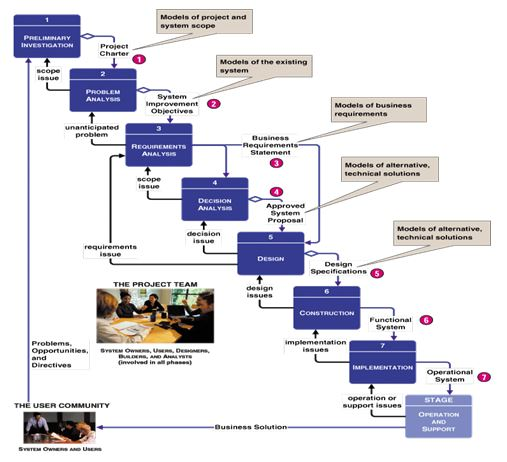 1
PRELIMINARY
INVESTIGATION
Models of project and
system scope
Project
Charter
1
scope
issue
Models of the existing
system
2
PROBLEM
ANALYSIS
System
Improvement
Objectives
2
Models of business
requirements
unanticipated
problem
3
REQUIREMENTS
ANALYSIS
Business
Requirements
Statement
3
Models of alternative,
technical solutions
scope
issue
4
DECISION
ANALYSIS
4
Approved
System
Proposal
Models of alternative,
technical solutions
decision
issue
requirements
issue
5
DESIGN
Design
Specifications
5
THE PROJECT TEAM
SYSTEM OWNERS, USERS, DESIGNERS,
BUILDERS, AND ANALYSTS
(involved in all phases)
design
issues
6
CONSTRUCTION
Functional
System
6
Problems,
Opportunities,
and
Directives
implementation
issues
7
IMPLEMENTATION
Operational
System
7
operation or
support issues
STAGE
OPERATION
AND
SUPPORT
THE USER COMMUNITY
SYSTEM OWNERS AND USERS
Business Solution